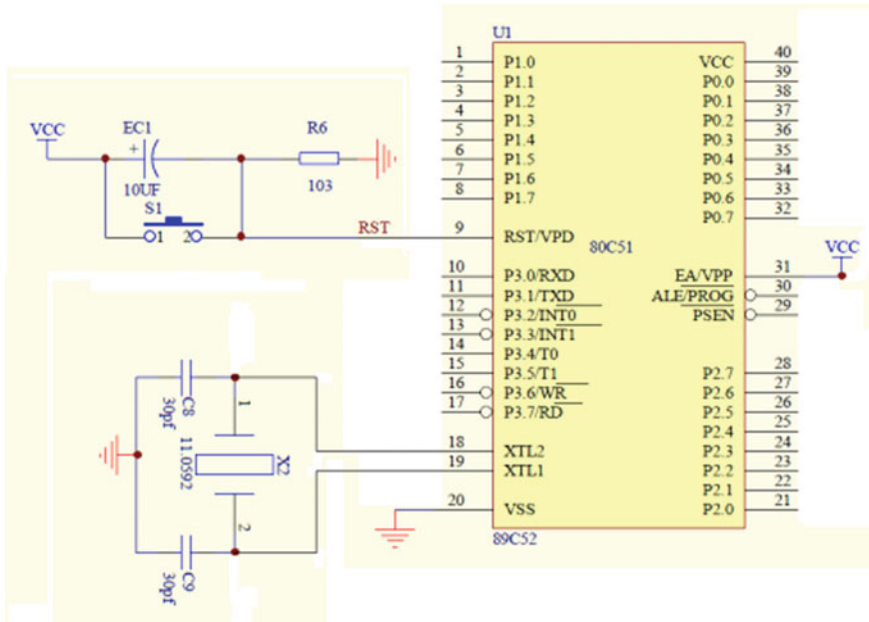 U1
VCC
EC1
+
10UF
S1
1
2
R6
103
RST
C8
30pf
1
11.0592
X2
2
C9
30pf
1 P1.0
2 P1.1
3 P1.2
4 P1.3
5 P1.4
6 P1.5
7 P1.6
8 P1.7
9 RST/VPD
10 P3.0/RXD
11 P3.1/TXD
12 P3.2/INT0
13 P3.3/INT1
14 P3.4/T0
15 P3.5/T1
16 P3.6/WR
17 P3.7/RD
18 XTL2
19 XTL1
20 VSS
80C51
VCC 40
P0.0 39
P0.1 38
P0.2 37
P0.3 36
P0.4 35
P0.5 34
P0.6 33
P0.7 32
EA/VPP 31
VCC
ALE/PROG 30
PSEN 29
P2.7 28
P2.6 27
P2.5 26
P2.4 25
P2.3 24
P2.2 23
P2.1 22
P2.0 21
89C52